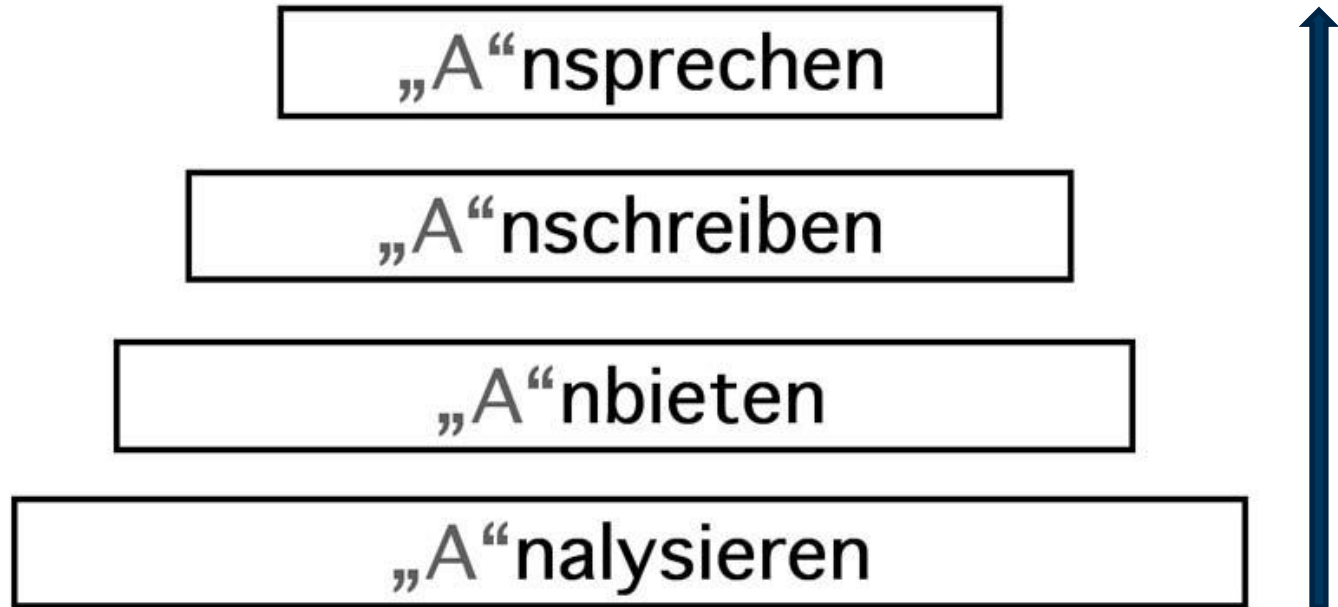 „A“nsprechen
„A“nschreiben
„A“nbieten
„A“nalysieren